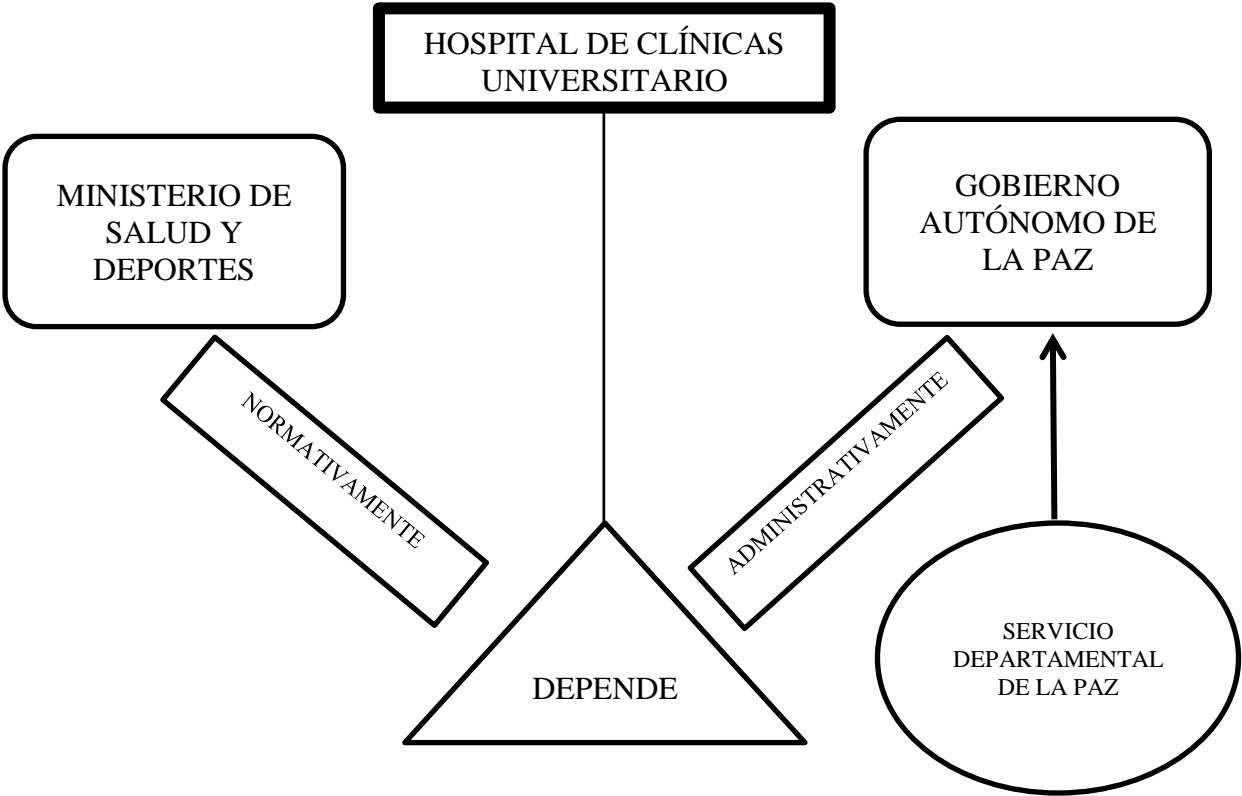 HOSPITAL DE CLÍNICAS
UNIVERSITARIO
MINISTERIO DE
SALUD Y
DEPORTES
GOBIERNO
AUTÓNOMO DE
LA PAZ
NORMATIVAMENTE
ADMINISTRATIVAMENTE
DEPENDE
SERVICIO
DEPARTAMENTAL
DE LA PAZ